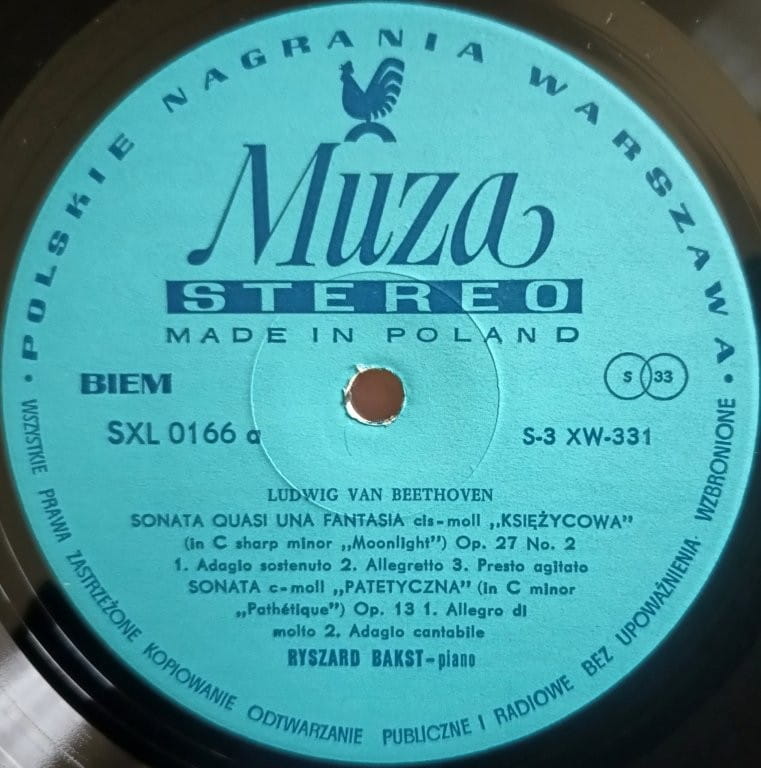 • POLSKIE NAGRANIA WARSZAWA •
Muza
STEREO
MADE IN POLAND
BIEM
S 33
SXL 0166 a
S-3 XW-331
LUDWIG VAN BEETHOVEN
SONATA QUASI UNA FANTASIA cis-moll „KSIĘŻYCOWA”
(in C sharp minor „Moonlight”) Op. 27 No. 2
1. Adagio sostenuto 2. Allegretto 3. Presto agitato
SONATA c-moll „PATETYCZNA” (in C minor
„Pathétique”) Op. 13 1. Allegro di
molto 2. Adagio cantabile
RYSZARD BAKST-piano
WSZYSTKIE PRAWA ZASTRZEŻONE KOPIOWANIE ODTWARZANIE PUBLICZNE I RADIOWE BEZ UPOWAŻNIENIA· WZBRONIONE